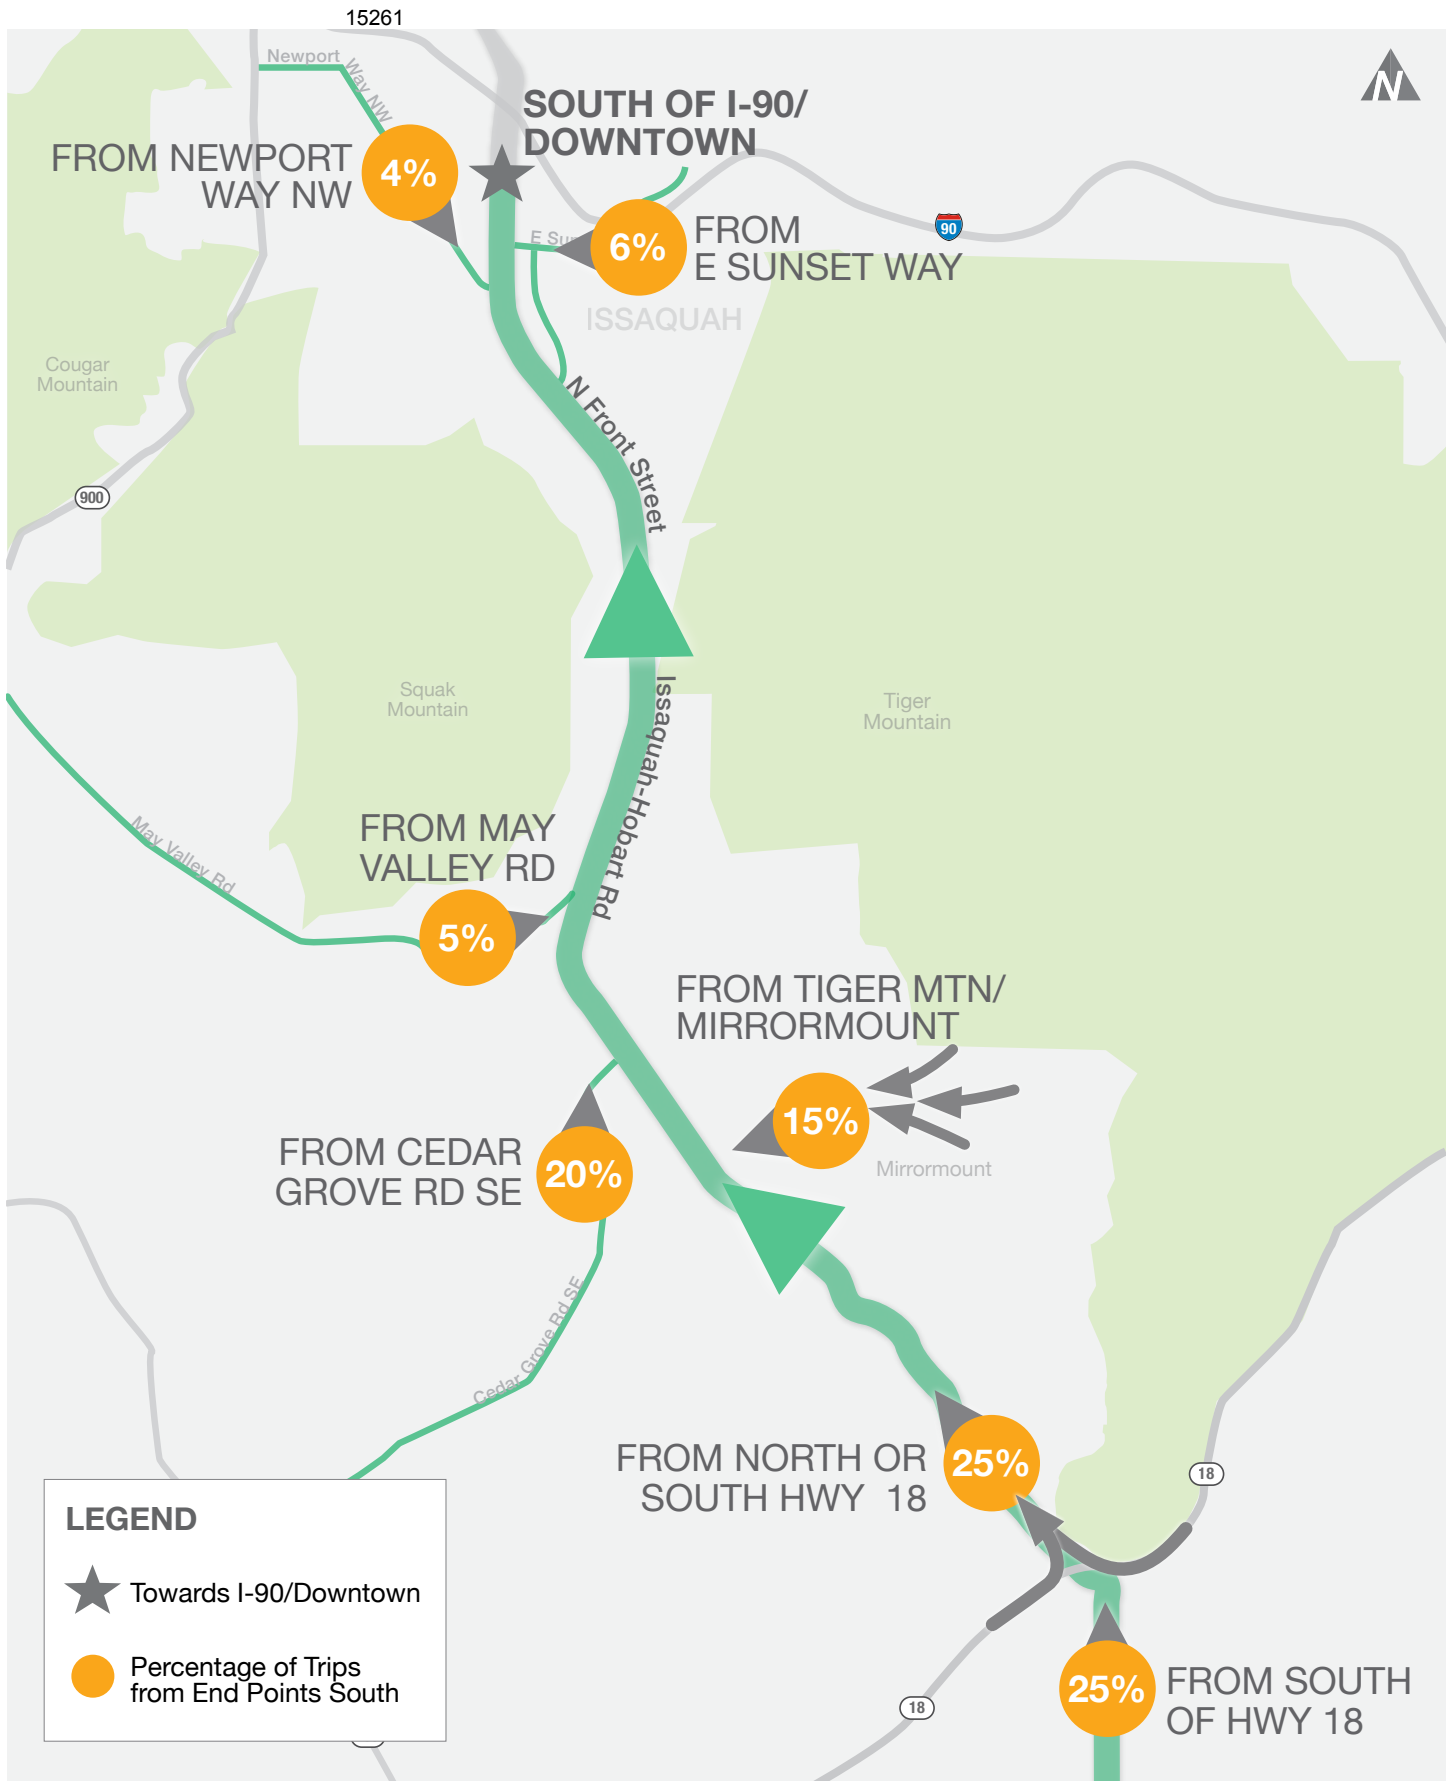 15261
Newport
Way NW
N
SOUTH OF I-90/
DOWNTOWN
FROM NEWPORT
WAY NW
4%
E Su
6%
FROM
E SUNSET WAY
90
ISSAQUAH
Cougar
Mountain
N Front Street
900
Squak
Mountain
Tiger
Mountain
Issaquah-Hobart Rd
May Valley Rd
FROM MAY
VALLEY RD
5%
FROM TIGER MTN/
MIRRORMOUNT
15%
Mirrormount
FROM CEDAR
GROVE RD SE
20%
Cedar Grove Rd SE
FROM NORTH OR
SOUTH HWY 18
25%
18
LEGEND
Towards I-90/Downtown
Percentage of Trips
from End Points South
18
25%
FROM SOUTH
OF HWY 18